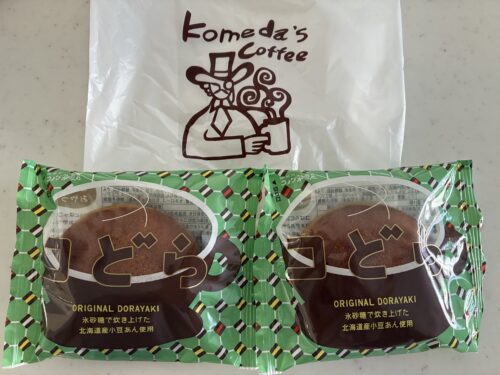 Komeda's
Coffee
コどら
ORIGINAL DORAYAKI
氷砂糖で炊き上げた
北海道産小豆あん使用
コどら
ORIGINAL DORAYAKI
氷砂糖で炊き上げた
北海道産小豆あん使用